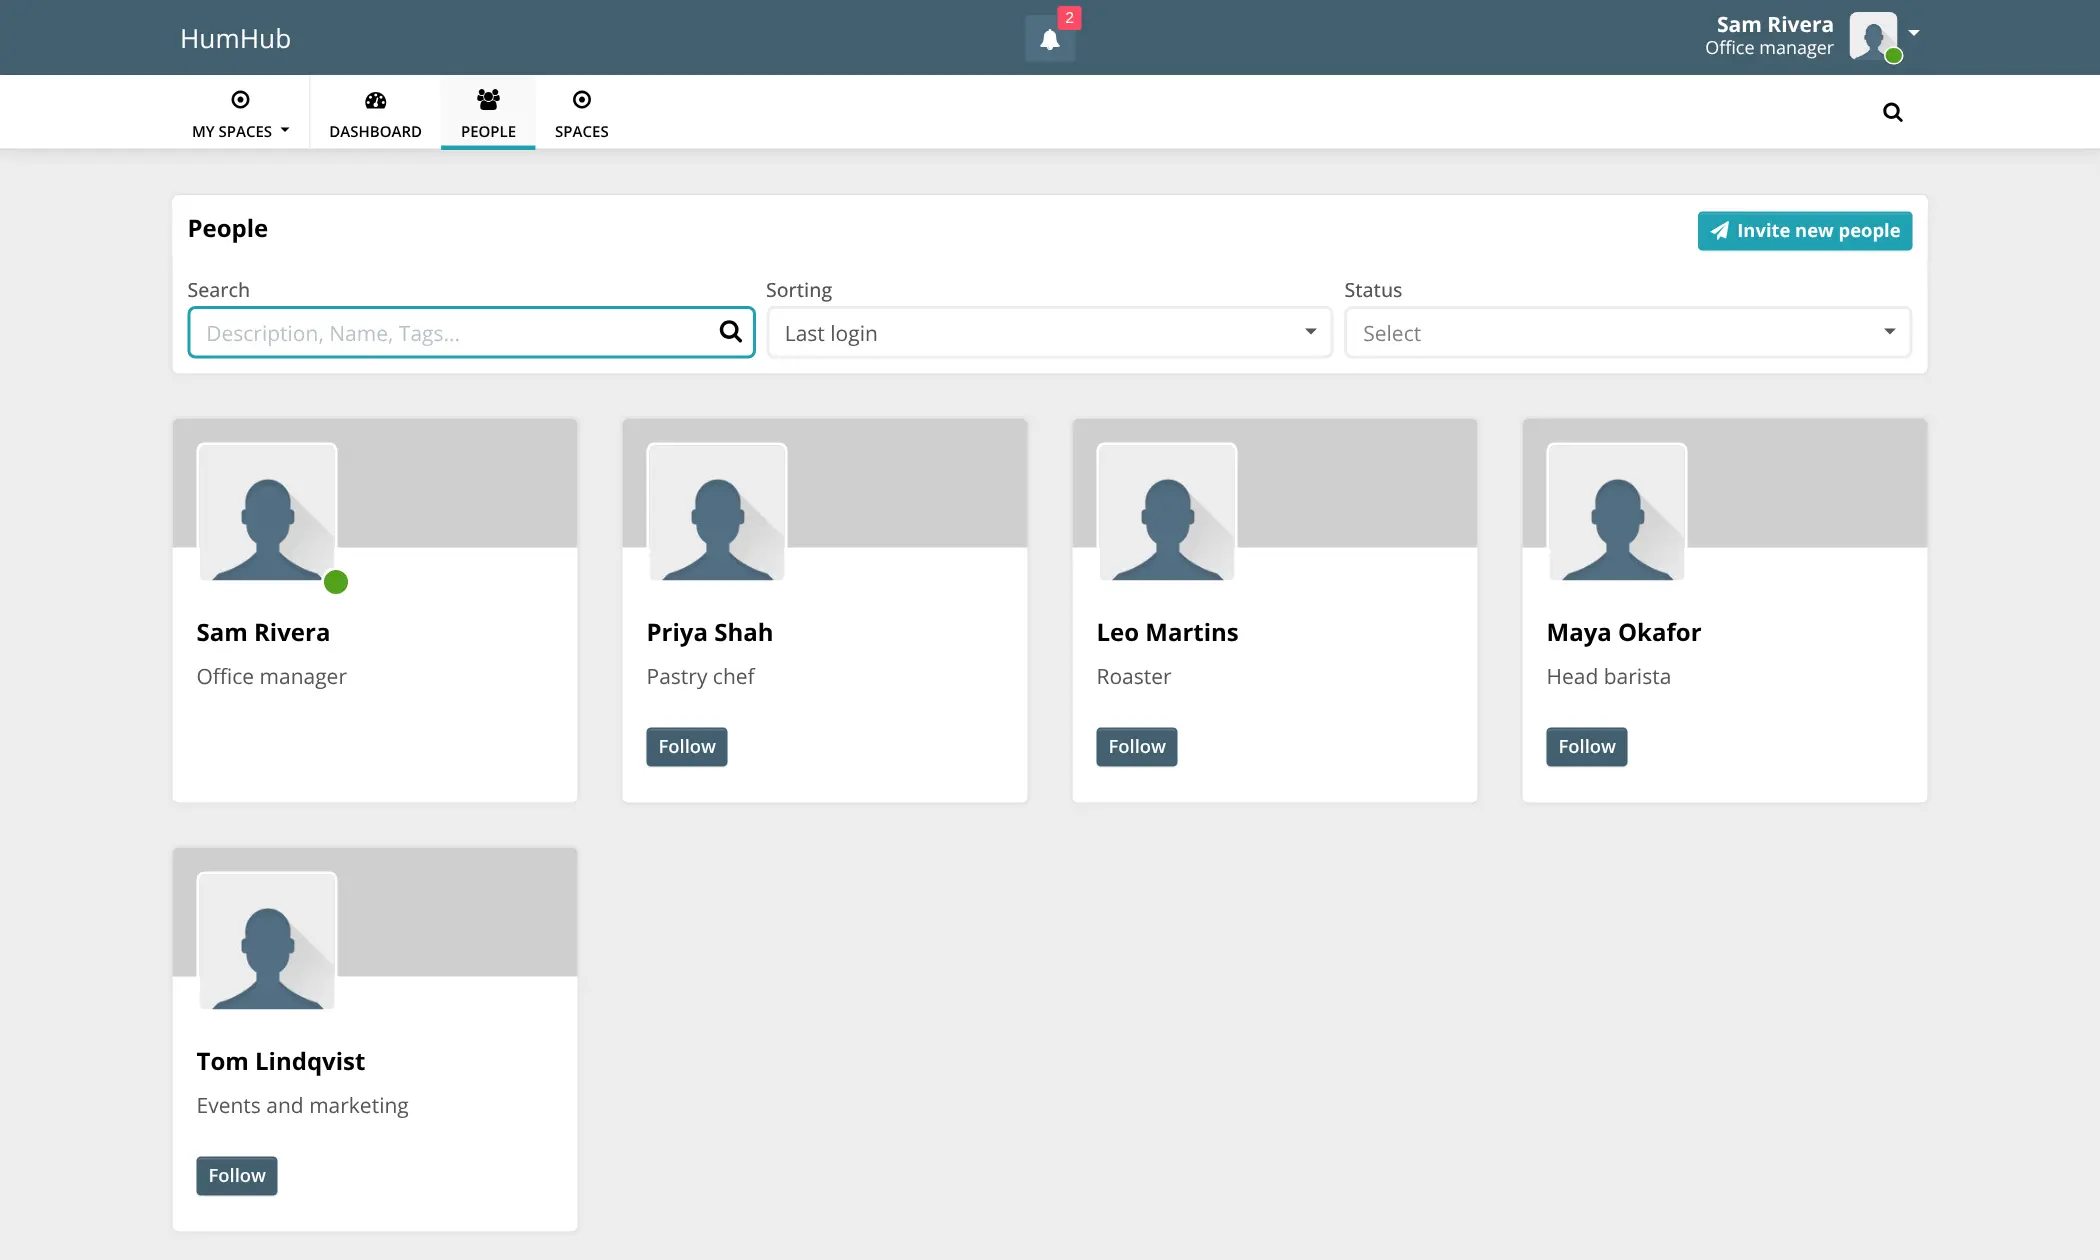 HumHub
2
Sam Rivera
Office manager
MY SPACES
DASHBOARD
PEOPLE
SPACES
People
Invite new people
Search
Sorting
Status
Description, Name, Tags...
Last login
Select
Sam Rivera
Office manager
Priya Shah
Pastry chef
Follow
Leo Martins
Roaster
Follow
Maya Okafor
Head barista
Follow
Tom Lindqvist
Events and marketing
Follow